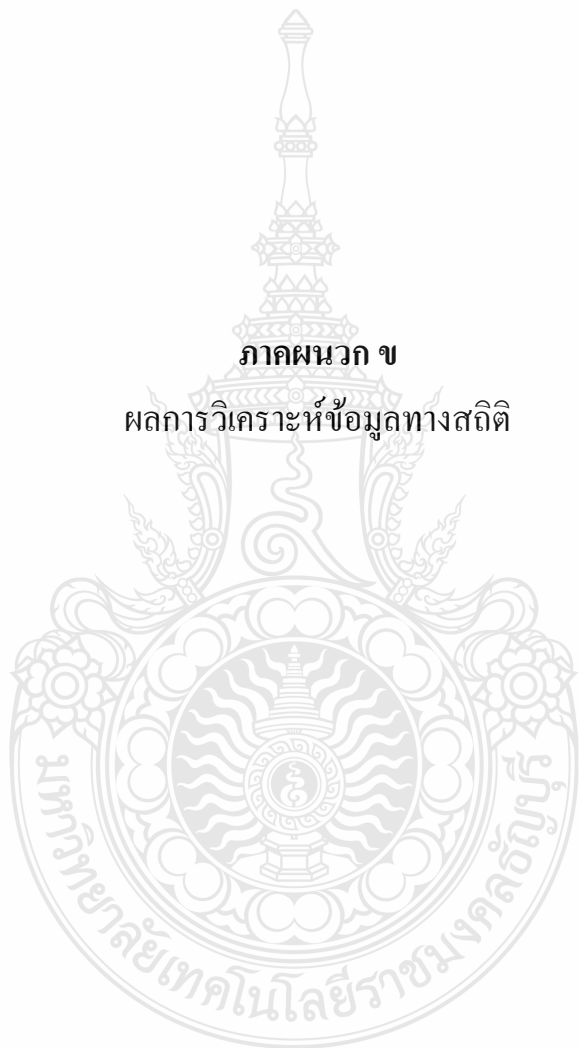 ภาคผนวก ข
ผลการวิเคราะห์ข้อมูลทางสถิติ
มหาวิทยาลัยเทคโนโลยีราชมงคลธัญบุรี